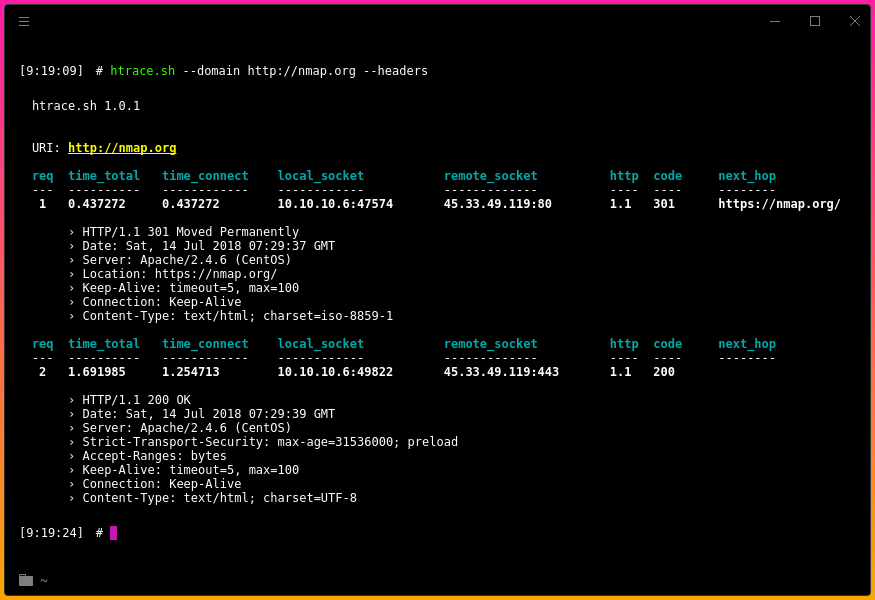 [9:19:09] # htrace.sh --domain http://nmap.org --headers
htrace.sh 1.0.1
URI: http://nmap.org
req time_total time_connect local_socket remote_socket http code next_hop
--- ---------- ------------ ------------ ------------- ---- ---- --------
1 0.437272 0.437272 10.10.10.6:47574 45.33.49.119:80 1.1 301 https://nmap.org/
› HTTP/1.1 301 Moved Permanently
› Date: Sat, 14 Jul 2018 07:29:37 GMT
› Server: Apache/2.4.6 (CentOS)
› Location: https://nmap.org/
› Keep-Alive: timeout=5, max=100
› Connection: Keep-Alive
› Content-Type: text/html; charset=iso-8859-1
req time_total time_connect local_socket remote_socket http code next_hop
--- ---------- ------------ ------------ ------------- ---- ---- --------
2 1.691985 1.254713 10.10.10.6:49822 45.33.49.119:443 1.1 200
› HTTP/1.1 200 OK
› Date: Sat, 14 Jul 2018 07:29:39 GMT
› Server: Apache/2.4.6 (CentOS)
› Strict-Transport-Security: max-age=31536000; preload
› Accept-Ranges: bytes
› Keep-Alive: timeout=5, max=100
› Connection: Keep-Alive
› Content-Type: text/html; charset=UTF-8
[9:19:24] #
~